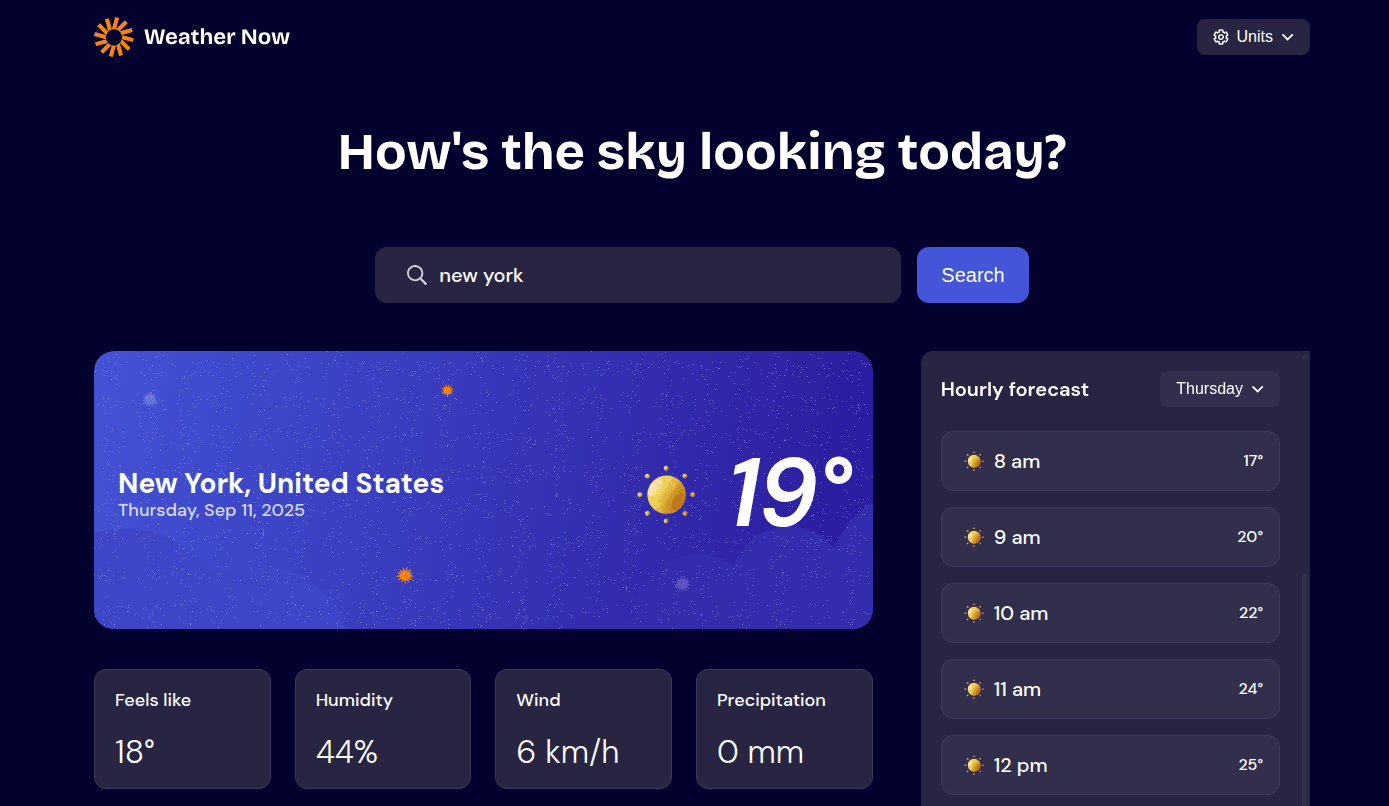 Weather Now
Units
How's the sky looking today?
new york
Search
New York, United States
Thursday, Sep 11, 2025
19°
Feels like
18°
Humidity
44%
Wind
6 km/h
Precipitation
0 mm
Hourly forecast
Thursday
8 am 17°
9 am 20°
10 am 22°
11 am 24°
12 pm 25°